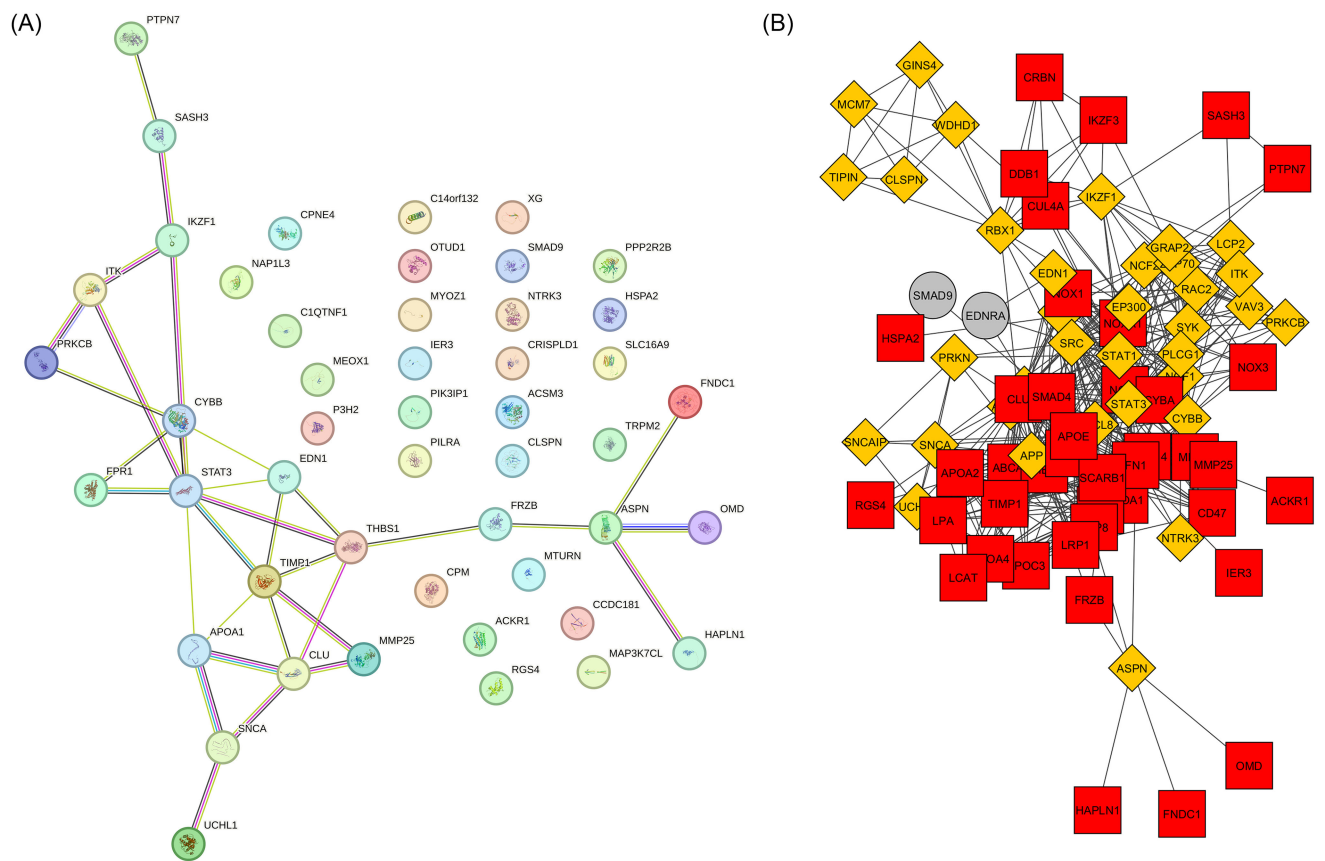 (A)
PTPN7
SASH3
IKZF1
ITK
PRKCB
CYBB
FPR1
STAT3
EDN1
THBS1
TIMP1
APOA1
CLU
MMP25
SNCA
UCHL1
CPNE4
NAP1L3
C1QTNF1
MEOX1
P3H2
C14orf132
XG
OTUD1
SMAD9
PPP2R2B
MYOZ1
NTRK3
HSPA2
IER3
CRISPLD1
SLC16A9
PIK3IP1
ACSM3
PILRA
CLSPN
TRPM2
FNDC1
FRZB
ASPN
OMD
MTURN
CPM
CCDC181
ACKR1
HAPLN1
RGS4
MAP3K7CL
(B)
GINS4
MCM7
WDHD1
TIPIN
CLSPN
CRBN
IKZF3
SASH3
PTPN7
DDB1
CUL4A
IKZF1
RBX1
GRAP2
LCP2
ITK
EDN1
NOX1
RAC2
VAV3
SMAD9
EDNRA
EP300
PRKCB
HSPA2
SRC
SYK
PRKN
STAT1
PLCG1
NOX3
SMAD4
STAT3
CYBA
CYBB
SNCAIP
SNCA
APP
APOE
APOA2
SCARB1
MMP25
RGS4
LPA
TIMP1
CD47
ACKR1
LRP1
NTRK3
LCAT
IER3
FRZB
ASPN
OMD
HAPLN1
FNDC1